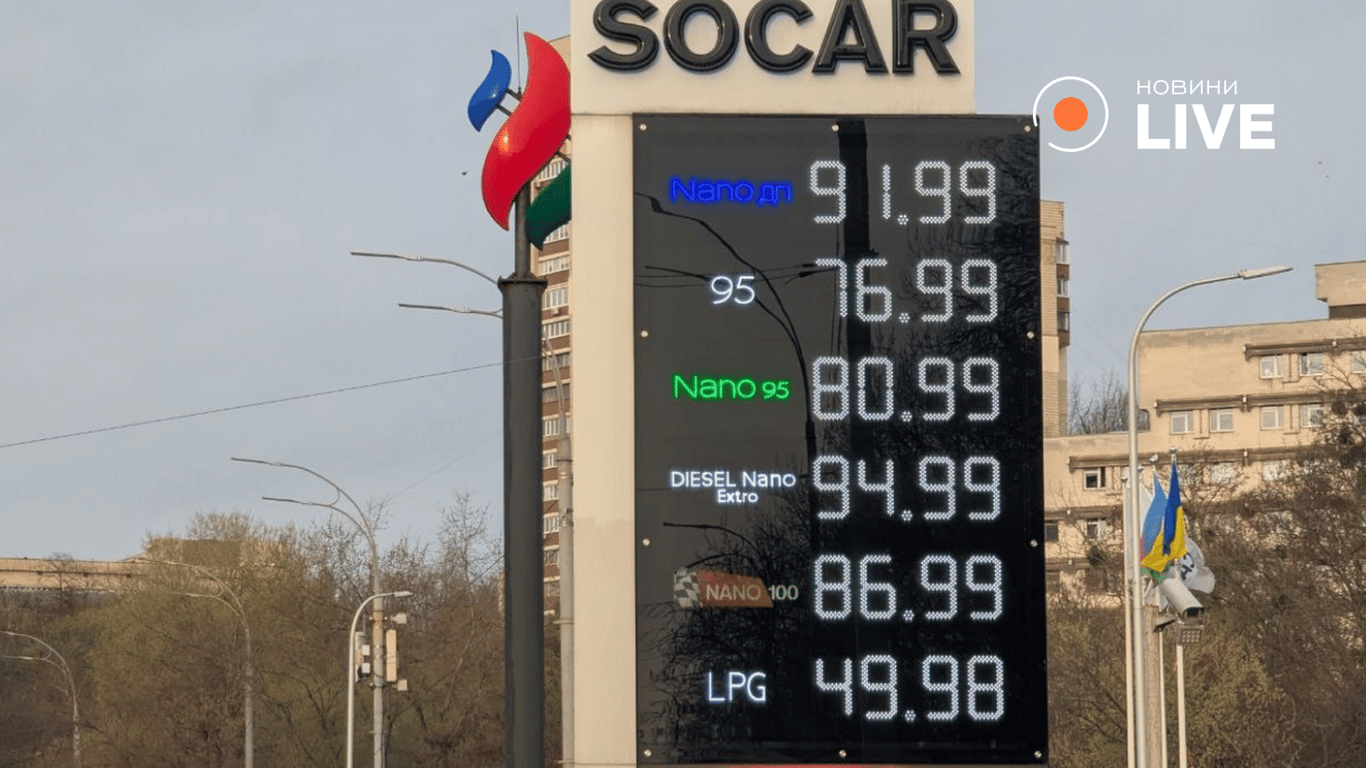 SOCAR
НОВИНИ
LIVE
Nano дп 91.99
95 76.99
Nano 95 80.99
DIESEL Nano
Extro
94.99
NANO 100 86.99
LPG 49.98